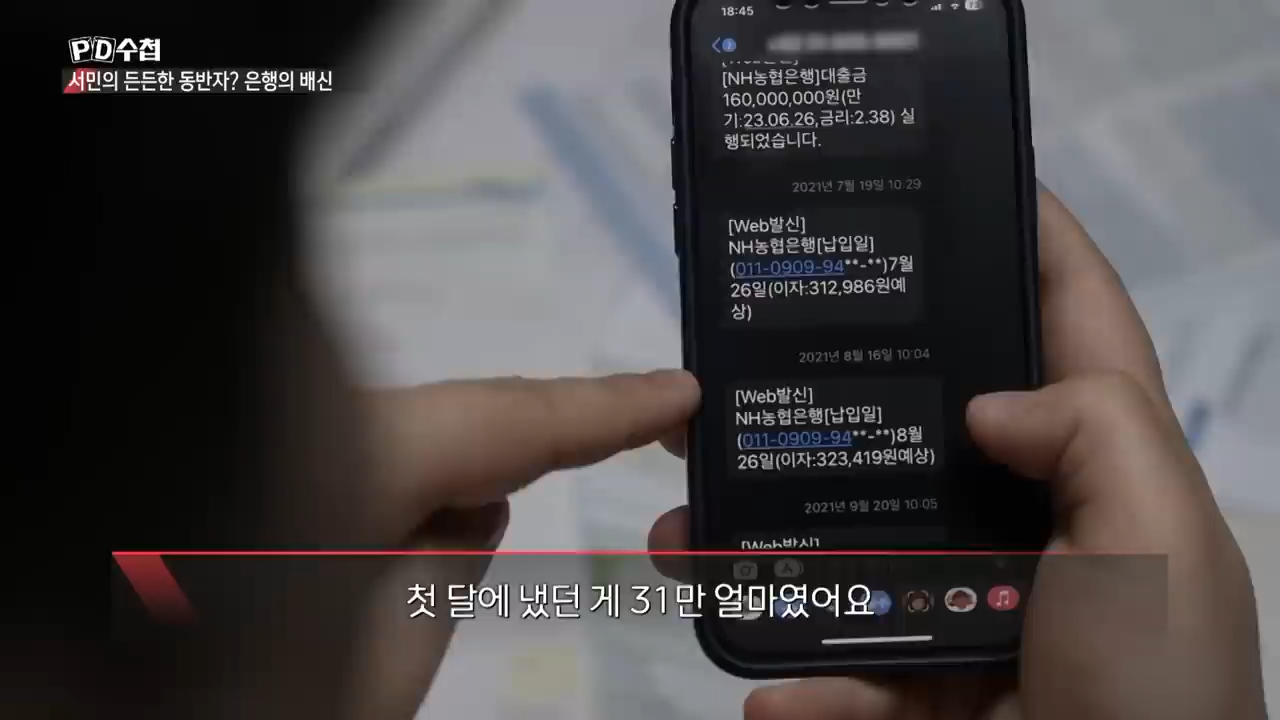 PD수첩
서민의 든든한 동반자? 은행의 배신
18:45
[NH농협은행]대출금
160,000,000원(만
기:23.06.26,금리:2.38) 실
행되었습니다.
2021년 7월 19일 10:29
[Web발신]
NH농협은행[납입일]
(011-0909-94**-**)7월
26일(이자:312,986원예
상)
2021년 8월 16일 10:04
[Web발신]
NH농협은행[납입일]
(011-0909-94**-**)8월
26일(이자:323,419원예상)
2021년 9월 20일 10:05
[Web발신]
첫 달에 냈던 게 31만 얼마였어요